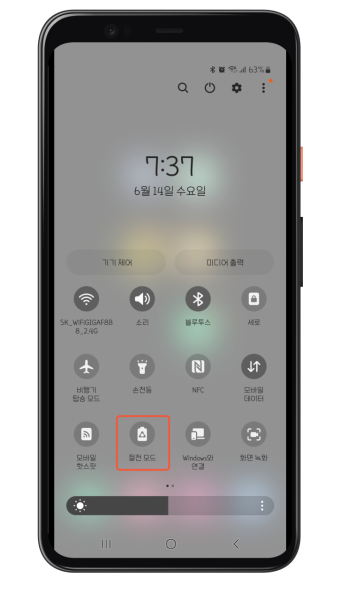 63%
7:37
6월 14일 수요일
기기 제어
미디어 출력
SK_WiFiGIGAFBB
8_2.4G
소리
블루투스
세로
비행기
탑승 모드
손전등
NFC
모바일
데이터
모바일
핫스팟
절전 모드
Windows와
연결
화면 녹화